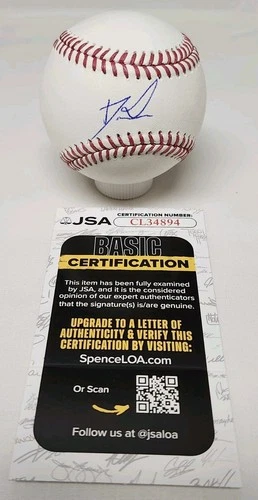 JSA
CERTIFICATION NUMBER:
CL34894
BASIC
CERTIFICATION
This item has been fully examined
by JSA, and it is the considered
opinion of our expert authenticators
that the signature(s) is/are genuine.
UPGRADE TO A LETTER OF
AUTHENTICITY & VERIFY THIS
CERTIFICATION BY VISITING:
SpenceLOA.com
Or Scan
Follow us at @jsaloa